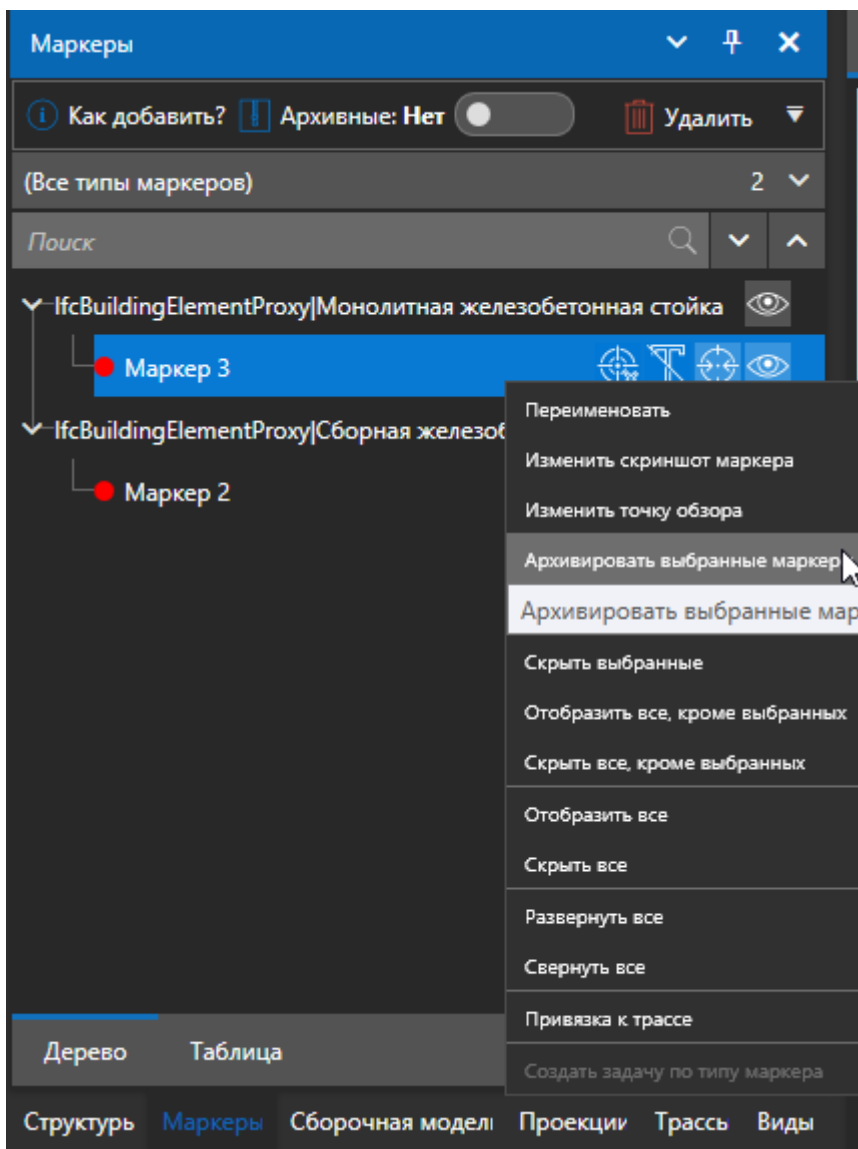 Маркеры
Как добавить? Архивные: Нет Удалить
(Все типы маркеров) 2
Поиск
IfcBuildingElementProxy|Монолитная железобетонная стойка
Маркер 3
IfcBuildingElementProxy|Сборная железоб
Маркер 2
Переименовать
Изменить скриншот маркера
Изменить точку обзора
Архивировать выбранные маркер
Архивировать выбранные мар
Скрыть выбранные
Отобразить все, кроме выбранных
Скрыть все, кроме выбранных
Отобразить все
Скрыть все
Развернуть все
Свернуть все
Привязка к трассе
Создать задачу по типу маркера
Дерево Таблица
Структурь Маркеры Сборочная модел Проекции Трассы Виды